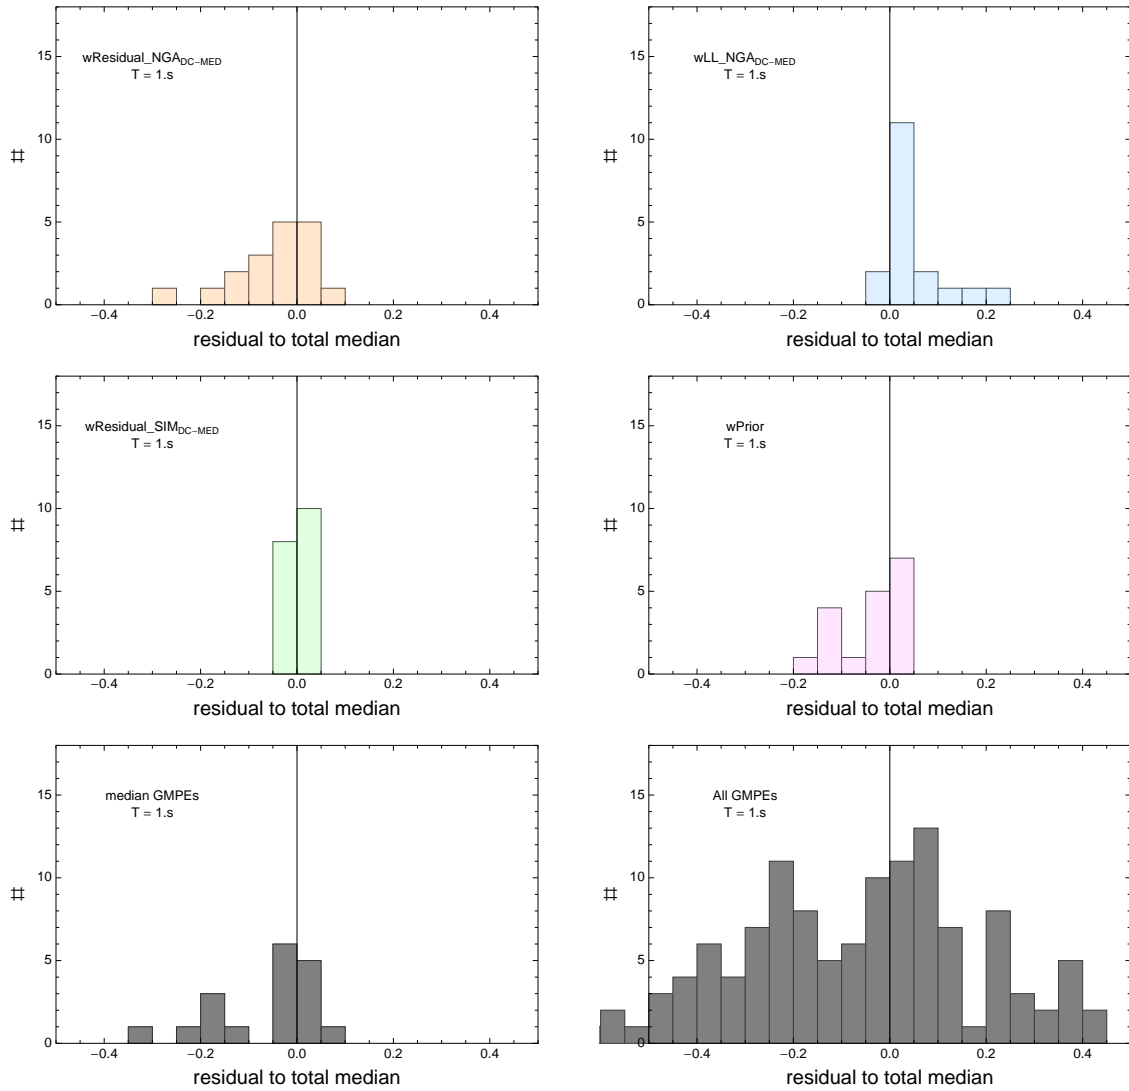 wResidual_NGADC−MED
T = 1.s
#
15
10
5
0
−0.4 −0.2 0.0 0.2 0.4
residual to total median
wLL_NGADC−MED
T = 1.s
#
15
10
5
0
−0.4 −0.2 0.0 0.2 0.4
residual to total median
wResidual_SIMDC−MED
T = 1.s
#
15
10
5
0
−0.4 −0.2 0.0 0.2 0.4
residual to total median
wPrior
T = 1.s
#
15
10
5
0
−0.4 −0.2 0.0 0.2 0.4
residual to total median
median GMPEs
T = 1.s
#
15
10
5
0
−0.4 −0.2 0.0 0.2 0.4
residual to total median
All GMPEs
T = 1.s
#
15
10
5
0
−0.4 −0.2 0.0 0.2 0.4
residual to total median